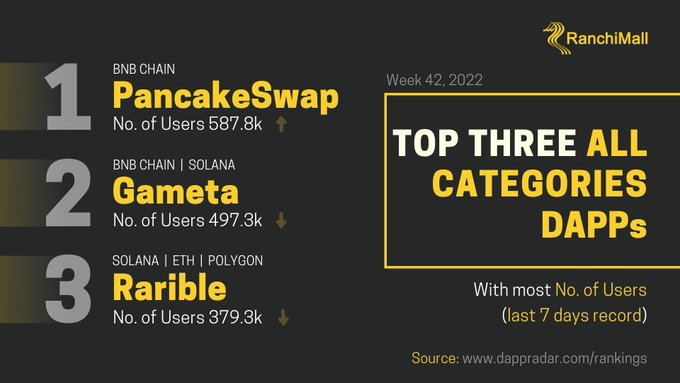 RanchiMall
1
BNB CHAIN
PancakeSwap
No. of Users 587.8k
2
BNB CHAIN | SOLANA
Gameta
No. of Users 497.3k
3
SOLANA | ETH | POLYGON
Rarible
No. of Users 379.3k
Week 42, 2022
TOP THREE ALL
CATEGORIES
DAPPs
With most No. of Users
(last 7 days record)
Source: www.dappradar.com/rankings